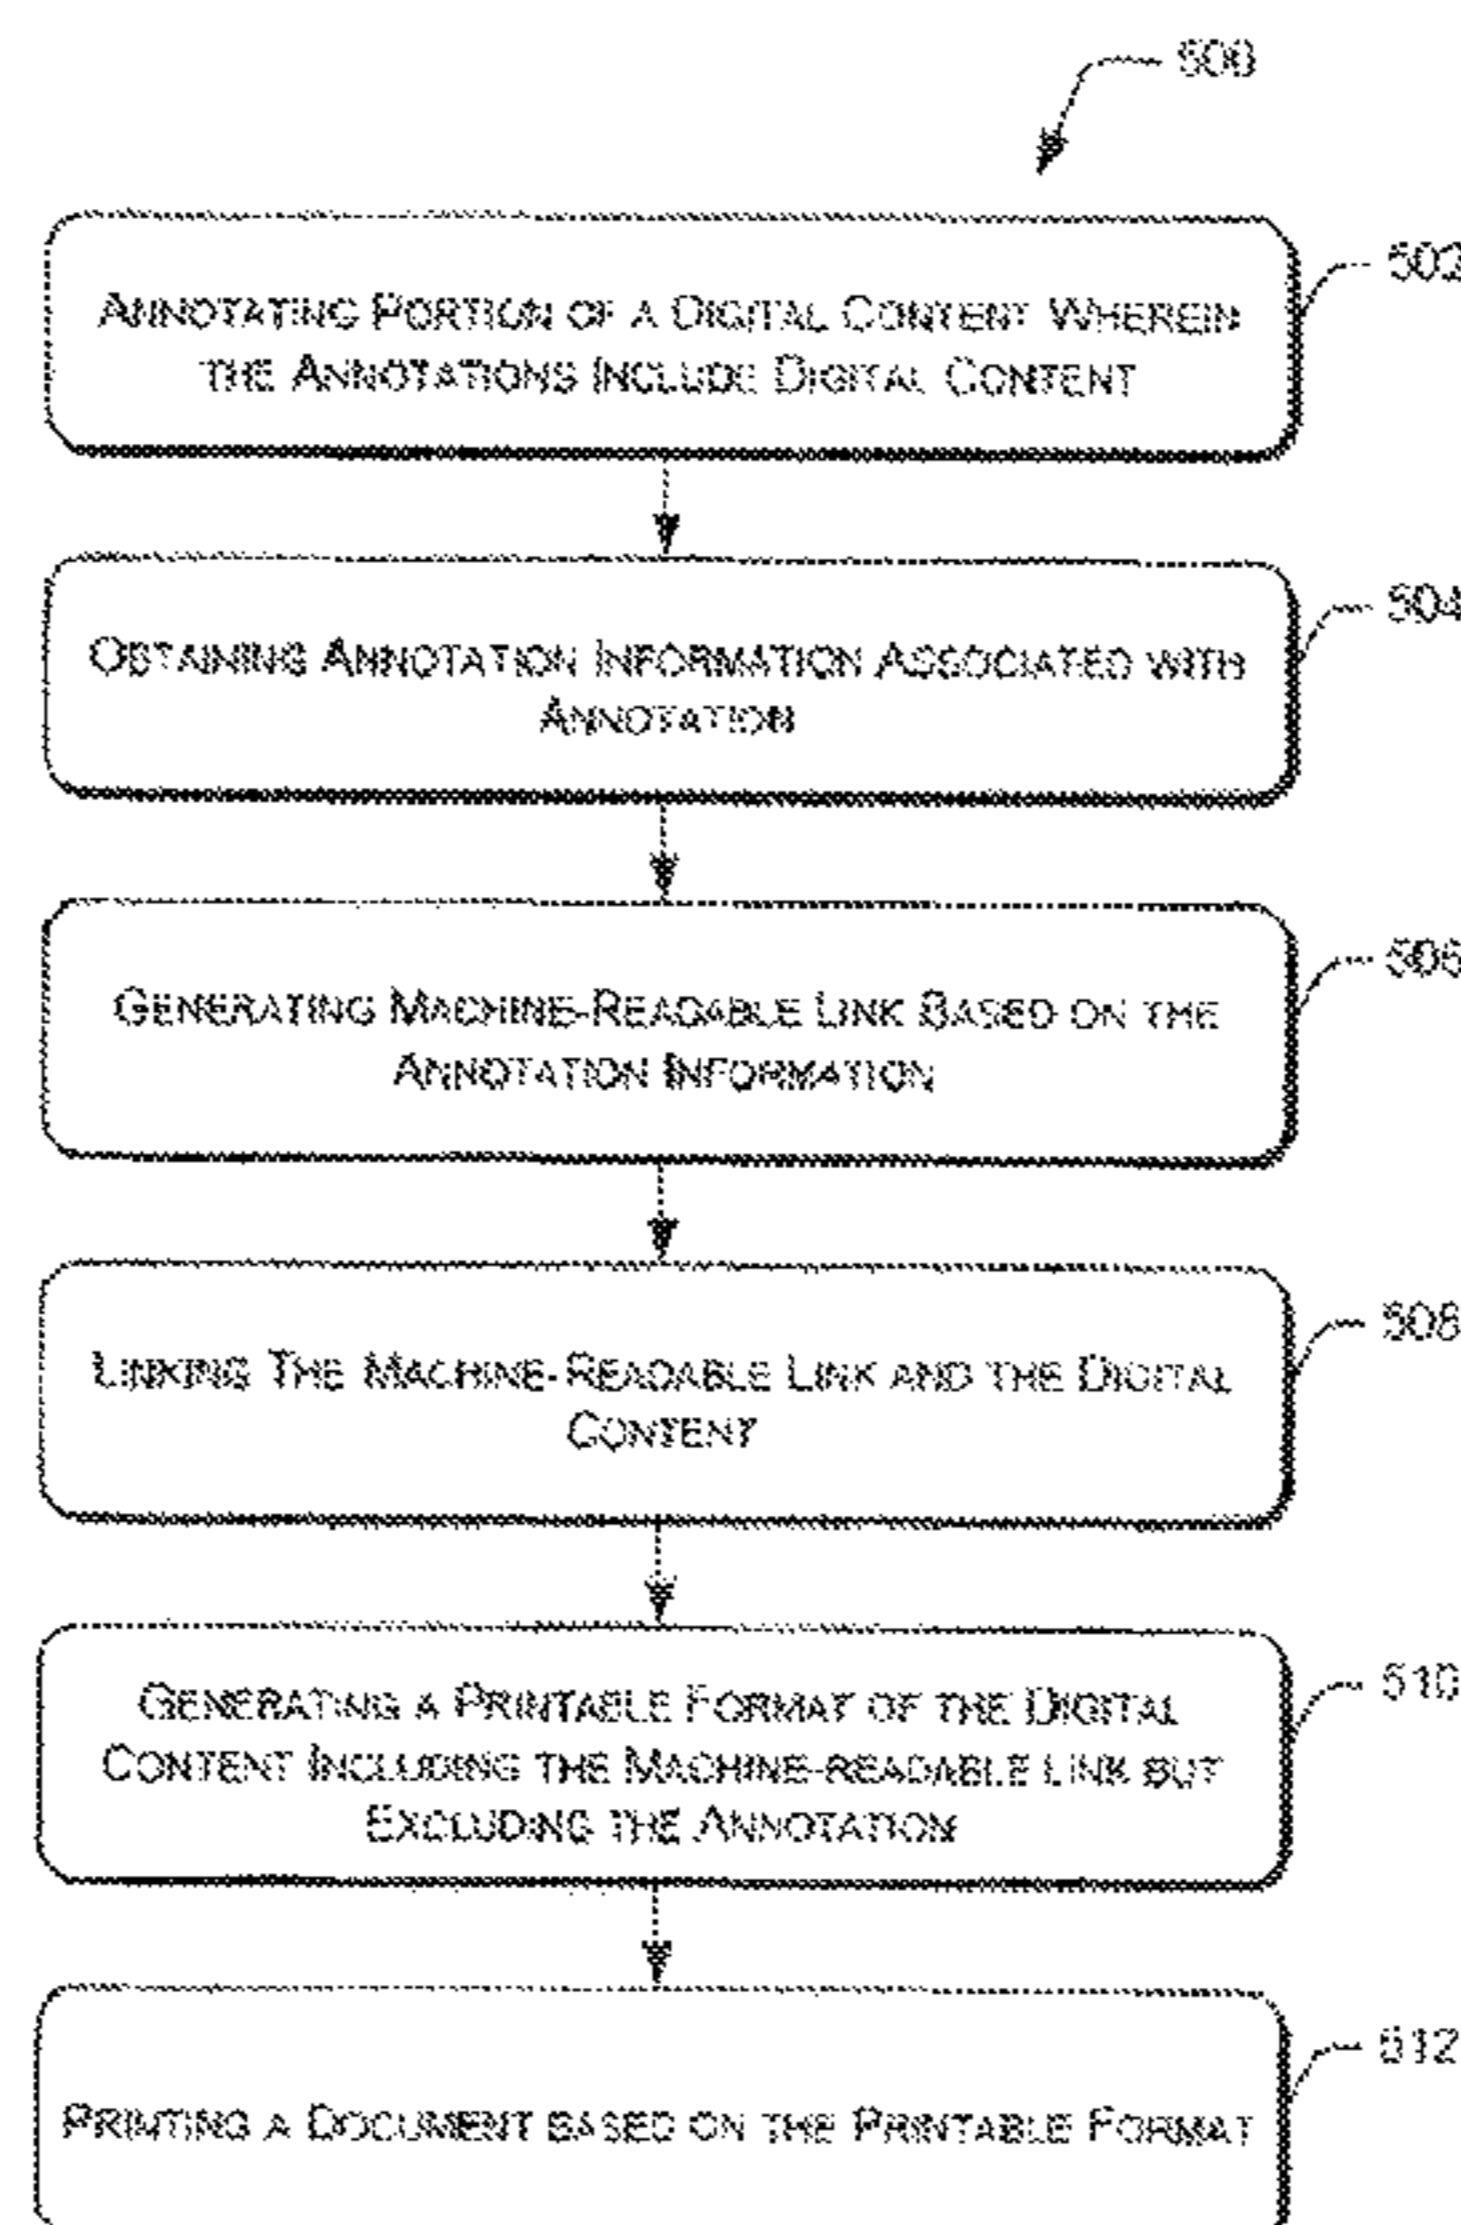 500
502
ANNOTATING PORTION OF A DIGITAL CONTENT WHEREIN
THE ANNOTATIONS INCLUDE DIGITAL CONTENT
504
OBTAINING ANNOTATION INFORMATION ASSOCIATED WITH
ANNOTATION
506
GENERATING MACHINE-READABLE LINK BASED ON THE
ANNOTATION INFORMATION
508
LINKING THE MACHINE-READABLE LINK AND THE DIGITAL
CONTENT
510
GENERATING A PRINTABLE FORMAT OF THE DIGITAL
CONTENT INCLUDING THE MACHINE-READABLE LINK BUT
EXCLUDING THE ANNOTATION
512
PRINTING A DOCUMENT BASED ON THE PRINTABLE FORMAT